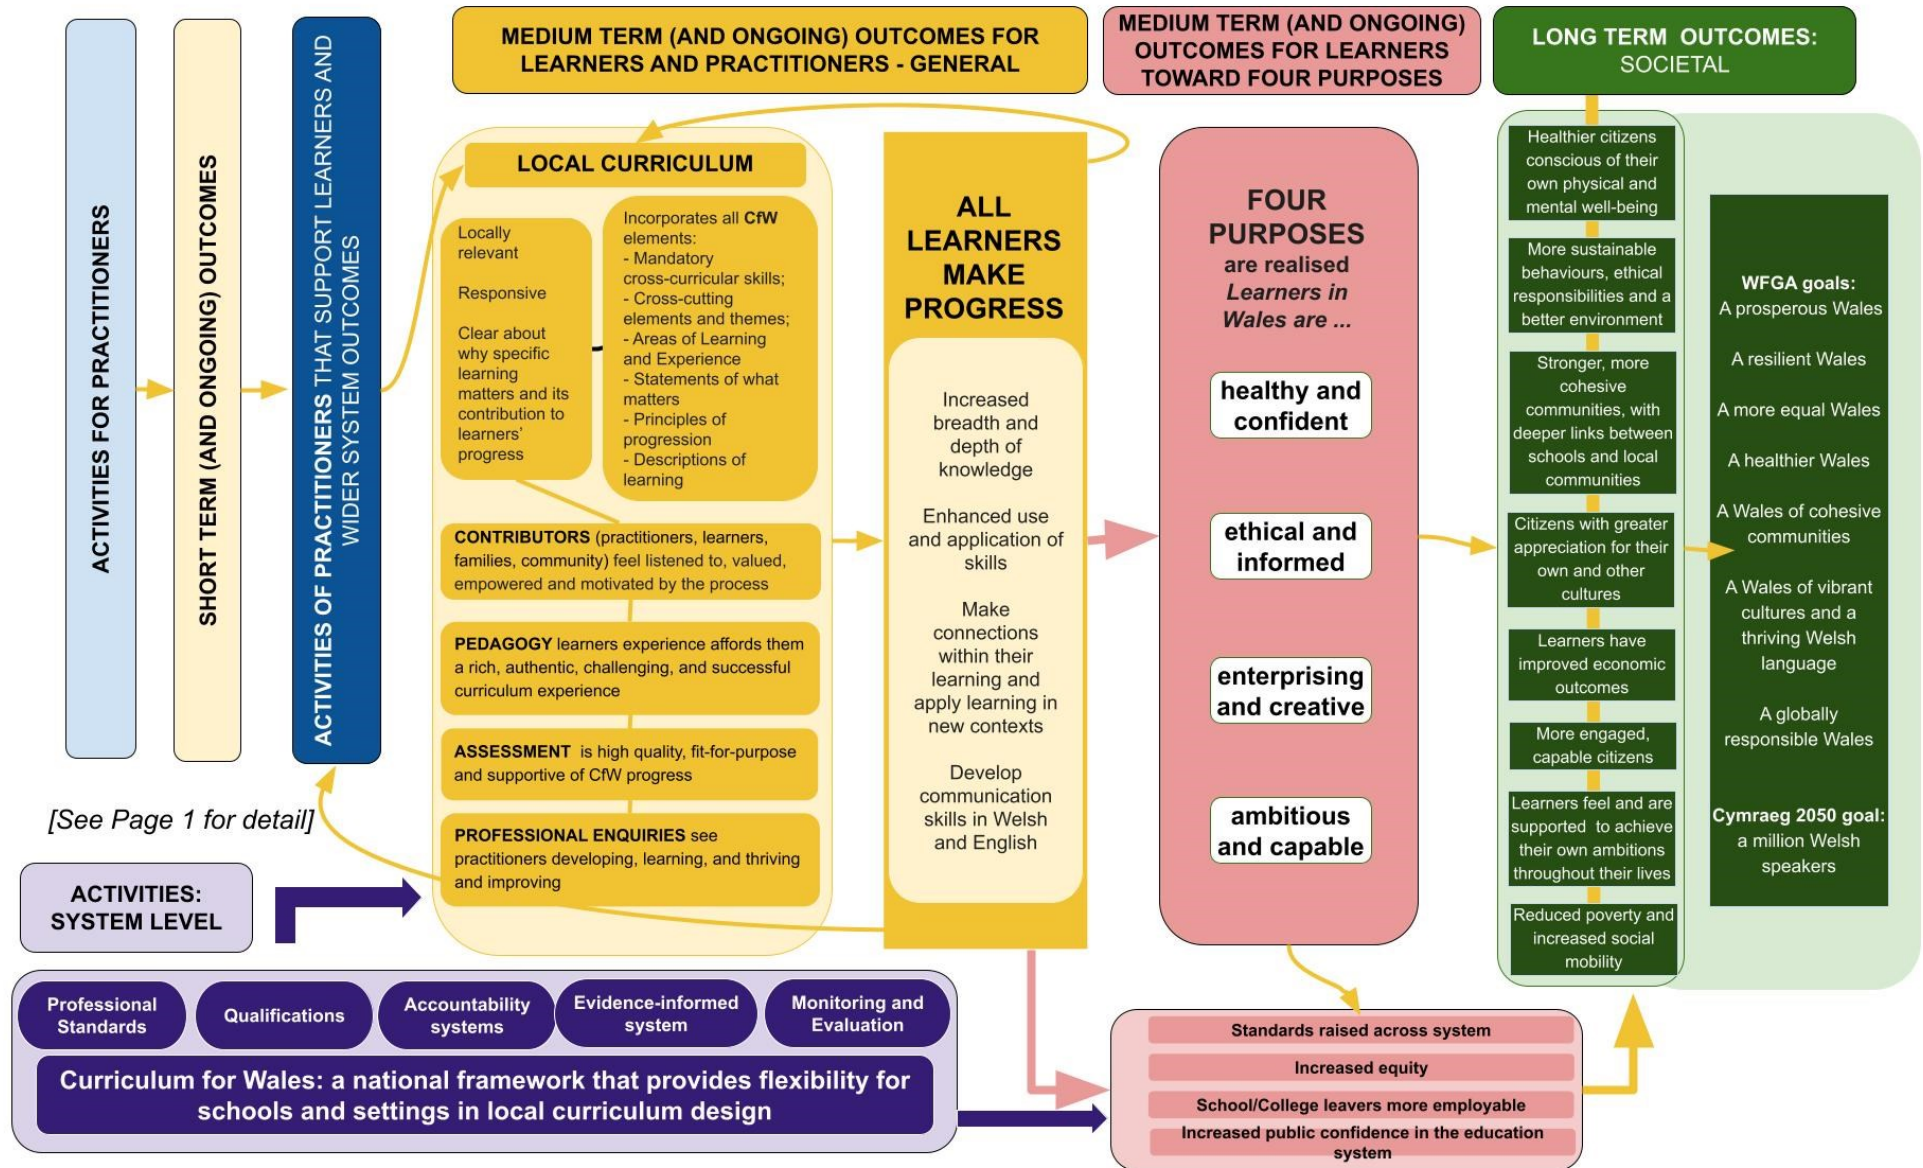 ACTIVITIES FOR PRACTITIONERS
SHORT TERM (AND ONGOING) OUTCOMES
ACTIVITIES OF PRACTITIONERS THAT SUPPORT LEARNERS AND
WIDER SYSTEM OUTCOMES
[See Page 1 for detail]
MEDIUM TERM (AND ONGOING) OUTCOMES FOR
LEARNERS AND PRACTITIONERS - GENERAL
LOCAL CURRICULUM
Locally
relevant
Responsive
Clear about
why specific
learning
matters and its
contribution to
learners'
progress
Incorporates all CfW
elements:
- Mandatory
cross-curricular skills;
- Cross-cutting
elements and themes;
- Areas of Learning
and Experience
- Statements of what
matters
- Principles of
progression
- Descriptions of
learning
CONTRIBUTORS (practitioners, learners,
families, community) feel listened to, valued,
empowered and motivated by the process
PEDAGOGY learners experience affords them
a rich, authentic, challenging, and successful
curriculum experience
ASSESSMENT is high quality, fit-for-purpose
and supportive of CfW progress
PROFESSIONAL ENQUIRIES see
practitioners developing, learning, and thriving
and improving
ALL
LEARNERS
MAKE
PROGRESS
Increased
breadth and
depth of
knowledge
Enhanced use
and application of
skills
Make
connections
within their
learning and
apply learning in
new contexts
Develop
communication
skills in Welsh
and English
MEDIUM TERM (AND ONGOING)
OUTCOMES FOR LEARNERS
TOWARD FOUR PURPOSES
FOUR
PURPOSES
are realised
Learners in
Wales are ...
healthy and
confident
ethical and
informed
enterprising
and creative
ambitious
and capable
LONG TERM OUTCOMES:
SOCIETAL
Healthier citizens
conscious of their
own physical and
mental well-being
More sustainable
behaviours, ethical
responsibilities and a
better environment
Stronger, more
cohesive
communities, with
deeper links between
schools and local
communities
Citizens with greater
appreciation for their
own and other
cultures
Learners have
improved economic
outcomes
More engaged,
capable citizens
Learners feel and are
supported to achieve
their own ambitions
throughout their lives
Reduced poverty and
increased social
mobility
WFGA goals:
A prosperous Wales
A resilient Wales
A more equal Wales
A healthier Wales
A Wales of cohesive
communities
A Wales of vibrant
cultures and a
thriving Welsh
language
A globally
responsible Wales
Cymraeg 2050 goal:
a million Welsh
speakers
ACTIVITIES:
SYSTEM LEVEL
Professional
Standards
Qualifications
Accountability
systems
Evidence-informed
system
Monitoring and
Evaluation
Curriculum for Wales: a national framework that provides flexibility for
schools and settings in local curriculum design
Standards raised across system
Increased equity
School/College leavers more employable
Increased public confidence in the education
system